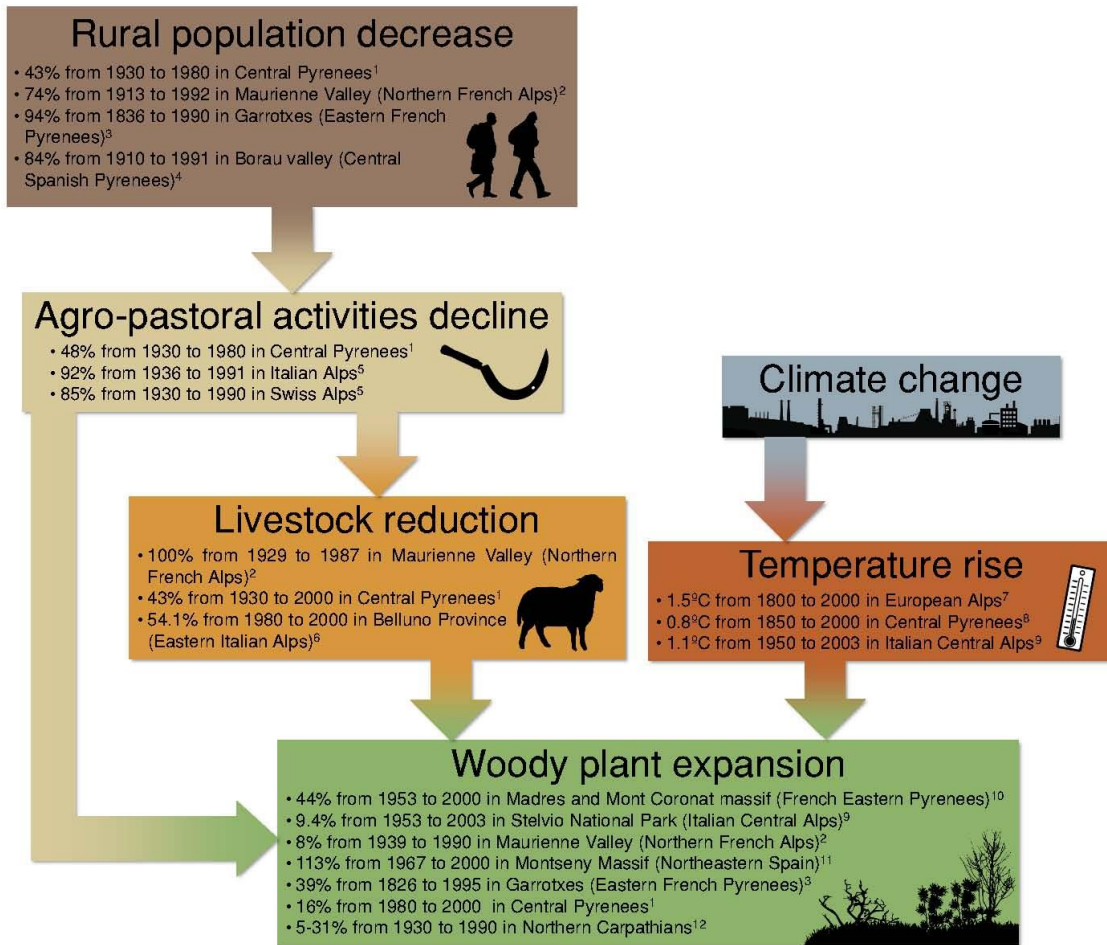 Rural population decrease
• 43% from 1930 to 1980 in Central Pyrenees¹
• 74% from 1913 to 1992 in Maurienne Valley (Northern French Alps)²
• 94% from 1836 to 1990 in Garrotxes (Eastern French
Pyrenees)³
• 84% from 1910 to 1991 in Borau valley (Central
Spanish Pyrenees)⁴
Agro-pastoral activities decline
• 48% from 1930 to 1980 in Central Pyrenees¹
• 92% from 1936 to 1991 in Italian Alps⁵
• 85% from 1930 to 1990 in Swiss Alps⁵
Climate change
Livestock reduction
• 100% from 1929 to 1987 in Maurienne Valley (Northern
French Alps)²
• 43% from 1930 to 2000 in Central Pyrenees¹
• 54.1% from 1980 to 2000 in Belluno Province
(Eastern Italian Alps)⁶
Temperature rise
• 1.5ºC from 1800 to 2000 in European Alps⁷
• 0.8ºC from 1850 to 2000 in Central Pyrenees⁸
• 1.1ºC from 1950 to 2003 in Italian Central Alps⁹
Woody plant expansion
• 44% from 1953 to 2000 in Madres and Mont Coronat massif (French Eastern Pyrenees)¹⁰
• 9.4% from 1953 to 2003 in Stelvio National Park (Italian Central Alps)⁹
• 8% from 1939 to 1990 in Maurienne Valley (Northern French Alps)²
• 113% from 1967 to 2000 in Montseny Massif (Northeastern Spain)¹¹
• 39% from 1826 to 1995 in Garrotxes (Eastern French Pyrenees)³
• 16% from 1980 to 2000 in Central Pyrenees¹
• 5-31% from 1930 to 1990 in Northern Carpathians¹²